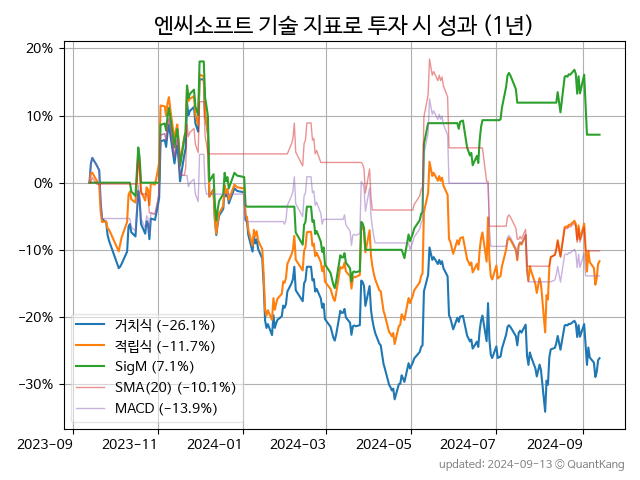 엔씨소프트 기술 지표로 투자 시 성과 (1년)
20%
10%
0%
−10%
−20%
−30%
거치식 (−26.1%)
적립식 (−11.7%)
SigM (7.1%)
SMA(20) (−10.1%)
MACD (−13.9%)
2023-09 2023-11 2024-01 2024-03 2024-05 2024-07 2024-09
updated: 2024-09-13 © QuantKang